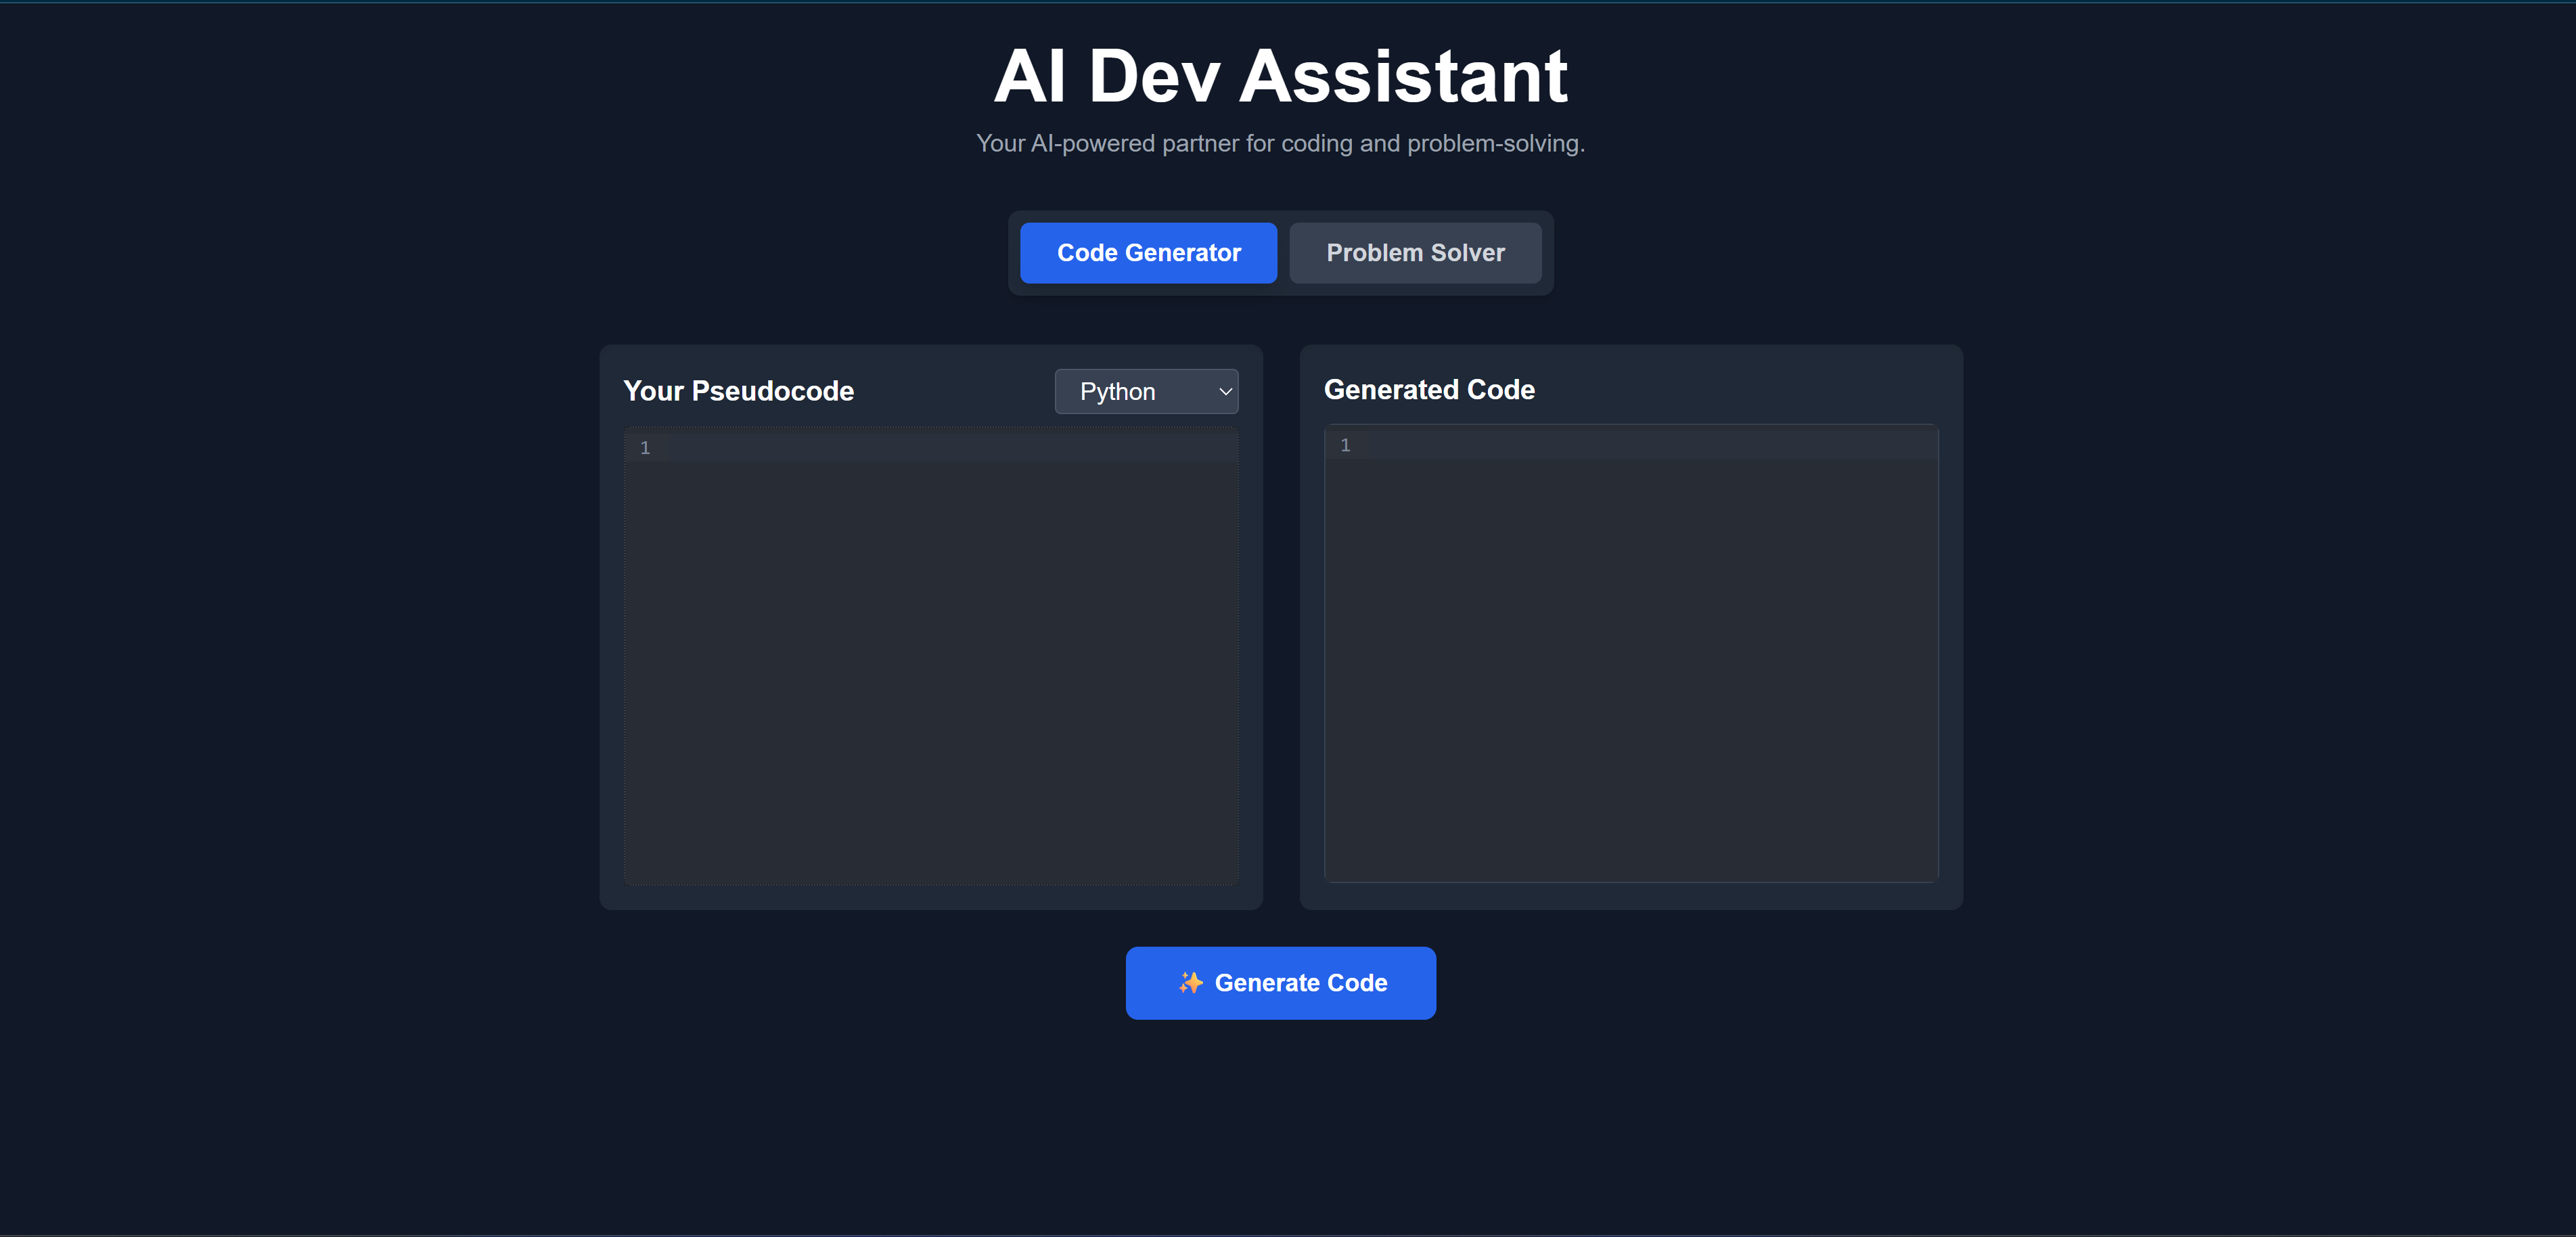 AI Dev Assistant
Your AI-powered partner for coding and problem-solving.
Code Generator
Problem Solver
Your Pseudocode
Python
1
Generated Code
1
✨ Generate Code